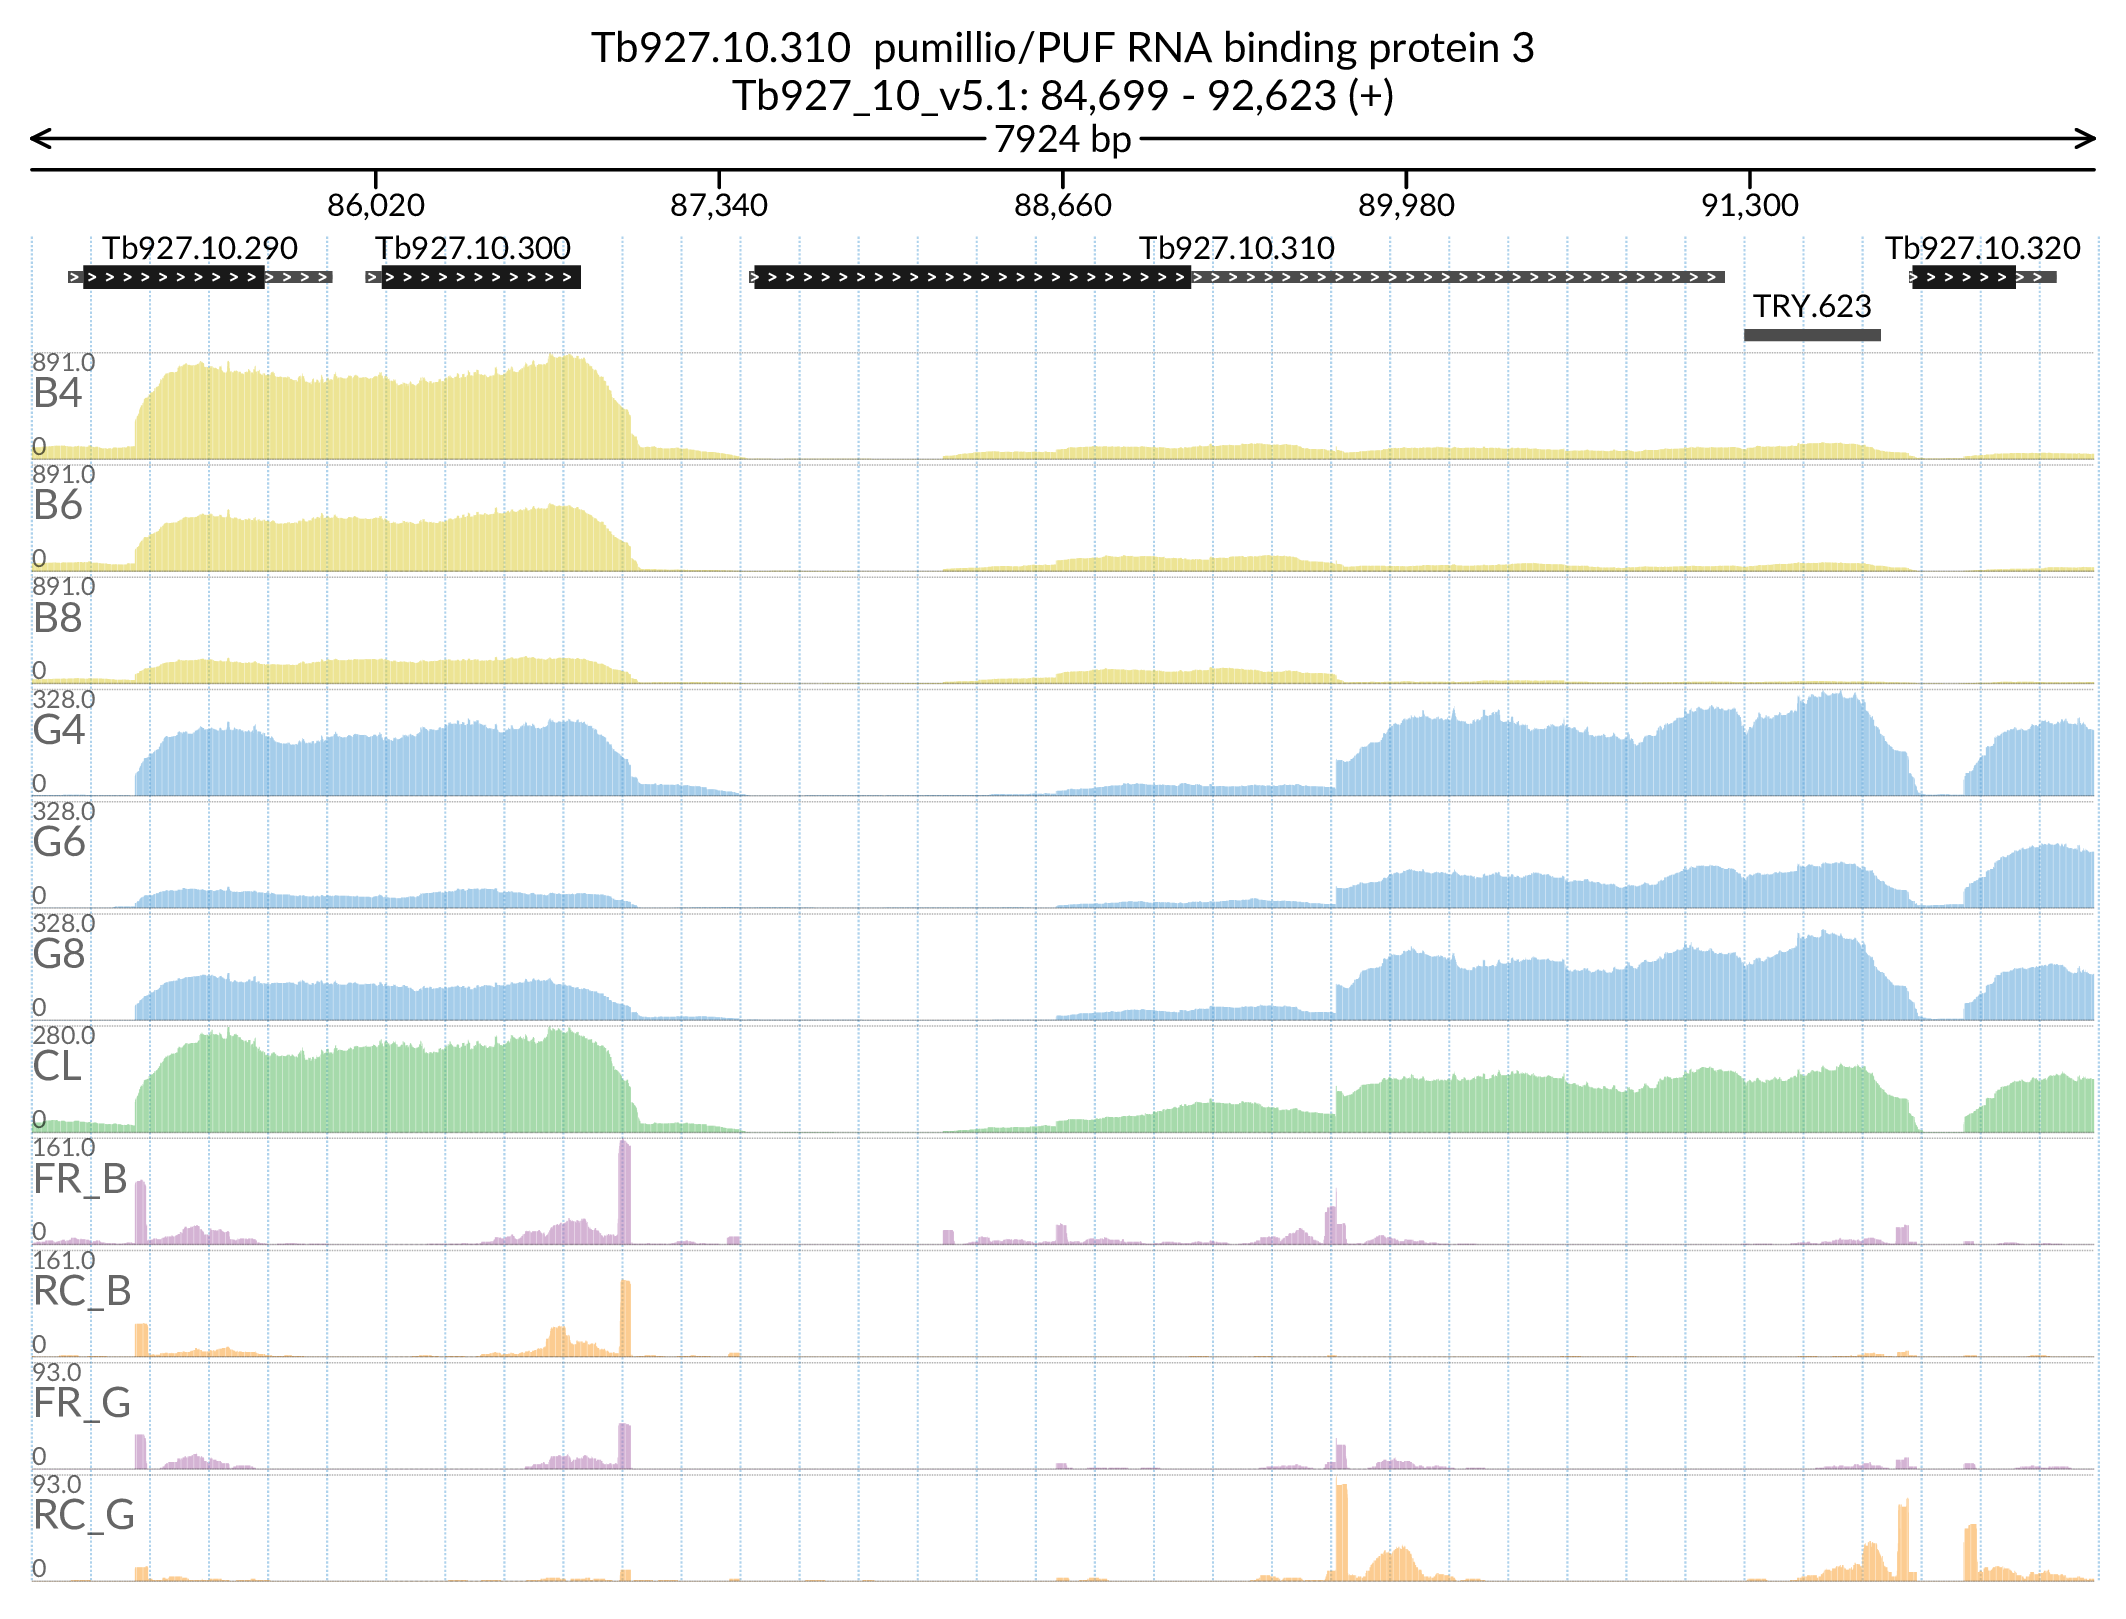 Tb927.10.310 pumillio/PUF RNA binding protein 3
Tb927_10_v5.1: 84,699 - 92,623 (+)
7924 bp
86,020 87,340 88,660 89,980 91,300
Tb927.10.290 Tb927.10.300 Tb927.10.310 Tb927.10.320
TRY.623
891.0
B4
0
891.0
B6
0
891.0
B8
0
328.0
G4
0
328.0
G6
0
328.0
G8
0
280.0
CL
0
161.0
FR_B
0
161.0
RC_B
0
93.0
FR_G
0
93.0
RC_G
0